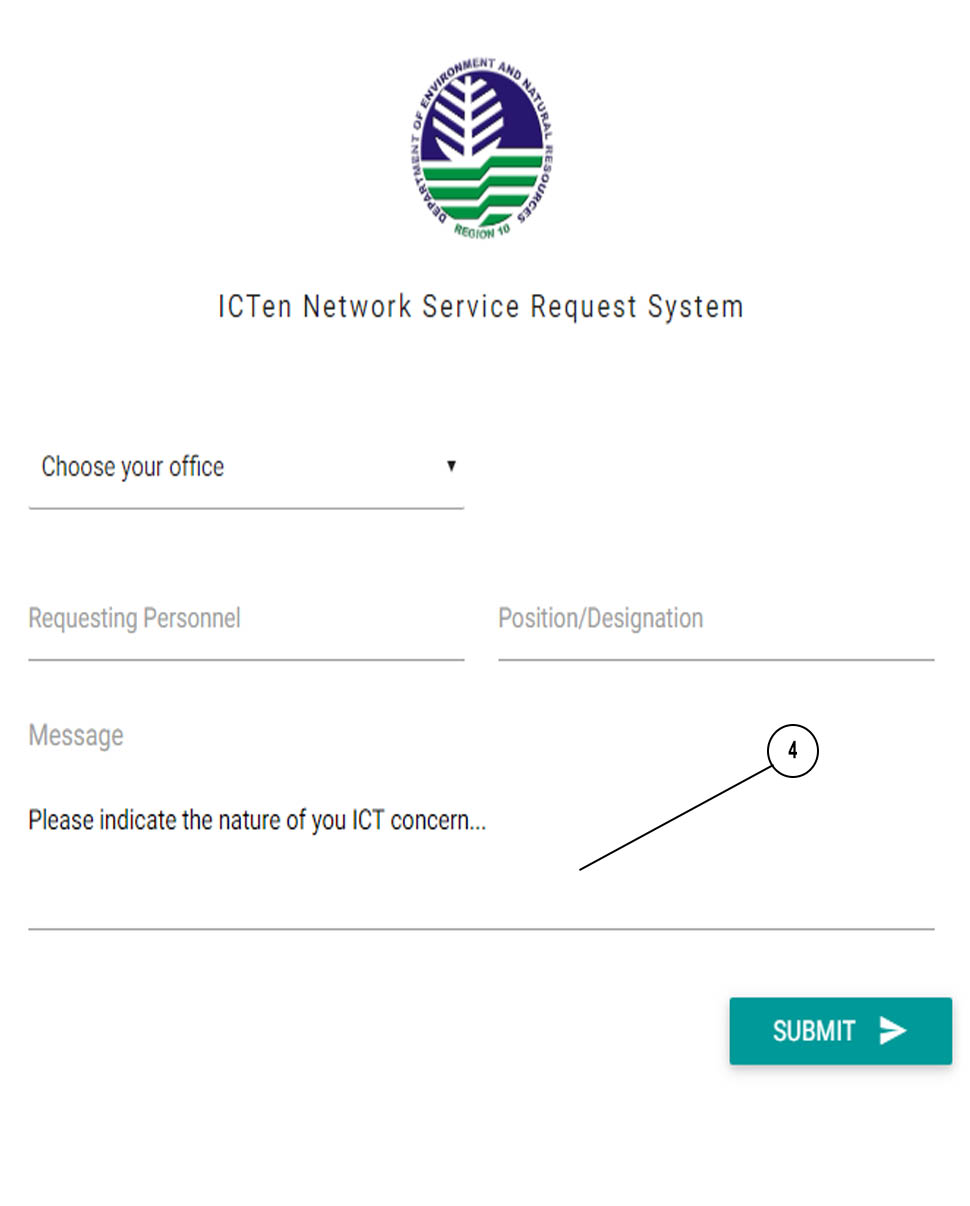 DEPARTMENT OF ENVIRONMENT AND NATURAL RESOURCES
REGION 10
ICTen Network Service Request System
Choose your office
Requesting Personnel
Position/Designation
Message
4
Please indicate the nature of you ICT concern...
SUBMIT